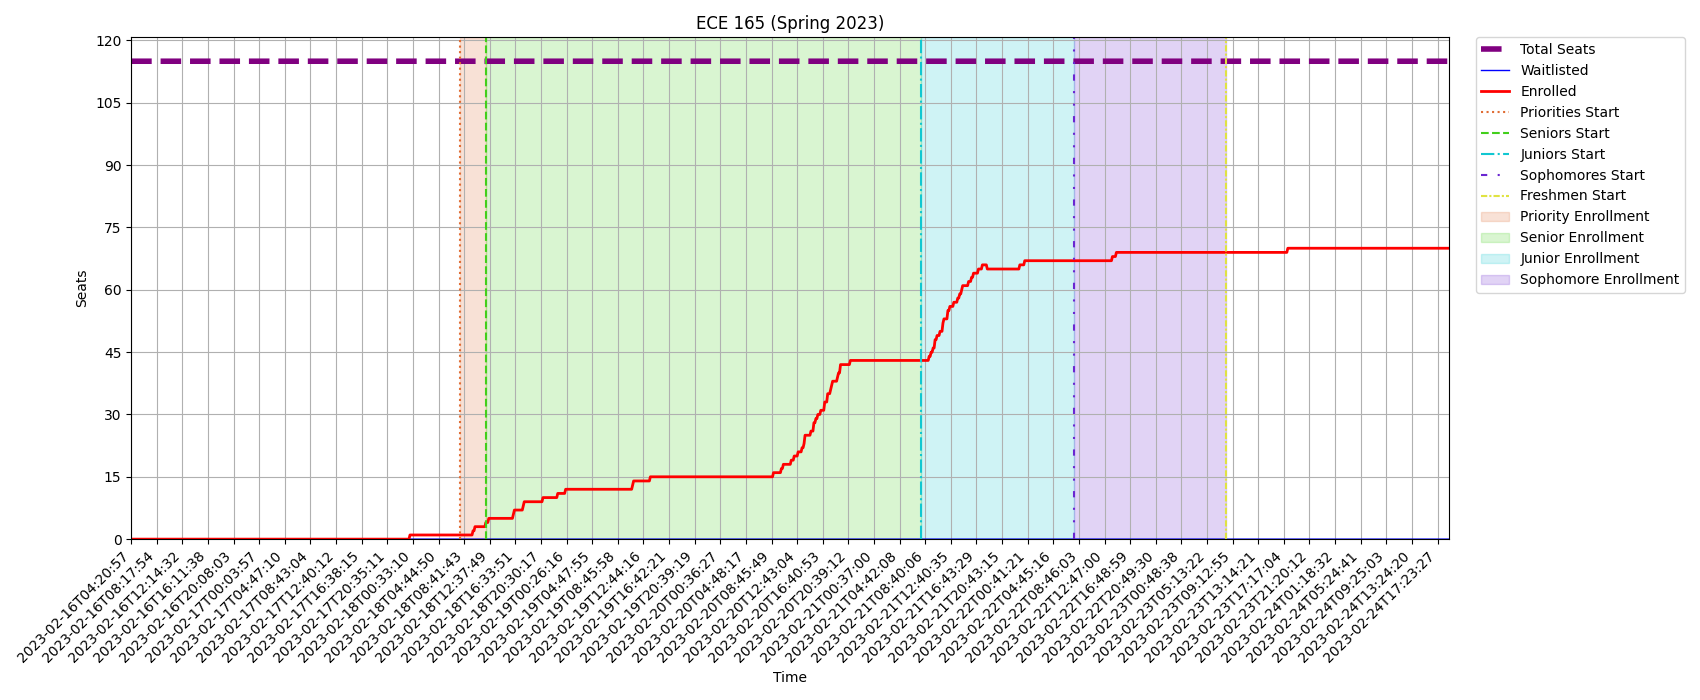 ECE 165 (Spring 2023)
120
105
90
75
60
45
30
15
0
Seats
2023-02-16T04:20:57
2023-02-16T08:17:54
2023-02-16T12:14:32
2023-02-16T16:11:38
2023-02-16T20:08:03
2023-02-17T00:03:57
2023-02-17T04:47:10
2023-02-17T08:43:04
2023-02-17T12:40:12
2023-02-17T16:38:15
2023-02-17T20:35:11
2023-02-18T00:33:10
2023-02-18T04:44:50
2023-02-18T08:41:43
2023-02-18T12:37:49
2023-02-18T16:33:51
2023-02-18T20:30:17
2023-02-19T00:26:16
2023-02-19T04:47:55
2023-02-19T08:45:58
2023-02-19T12:44:16
2023-02-19T16:42:21
2023-02-19T20:39:19
2023-02-20T00:36:27
2023-02-20T04:48:17
2023-02-20T08:45:49
2023-02-20T12:43:04
2023-02-20T16:40:53
2023-02-20T20:39:12
2023-02-21T00:37:00
2023-02-21T04:42:08
2023-02-21T08:40:06
2023-02-21T12:40:35
2023-02-21T16:43:29
2023-02-21T20:43:15
2023-02-22T00:41:21
2023-02-22T04:45:16
2023-02-22T08:46:03
2023-02-22T12:47:00
2023-02-22T16:48:59
2023-02-22T20:49:30
2023-02-23T00:48:38
2023-02-23T05:13:22
2023-02-23T09:12:55
2023-02-23T13:14:21
2023-02-23T17:17:04
2023-02-23T21:20:12
2023-02-24T01:18:32
2023-02-24T05:24:41
2023-02-24T09:25:03
2023-02-24T13:24:20
2023-02-24T17:23:27
Time
Total Seats
Waitlisted
Enrolled
Priorities Start
Seniors Start
Juniors Start
Sophomores Start
Freshmen Start
Priority Enrollment
Senior Enrollment
Junior Enrollment
Sophomore Enrollment